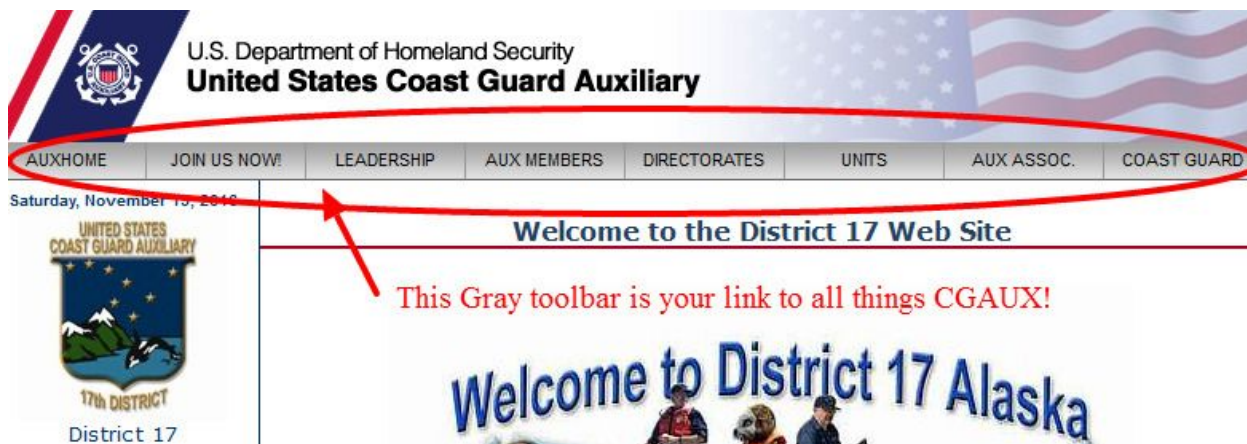 U.S. Department of Homeland Security
United States Coast Guard Auxiliary
AUXHOME JOIN US NOW! LEADERSHIP AUX MEMBERS DIRECTORATES UNITS AUX ASSOC. COAST GUARD
Saturday, November
UNITED STATES
COAST GUARD AUXILIARY
17th DISTRICT
District 17
Welcome to the District 17 Web Site
This Gray toolbar is your link to all things CGAUX!
Welcome to District 17 Alaska